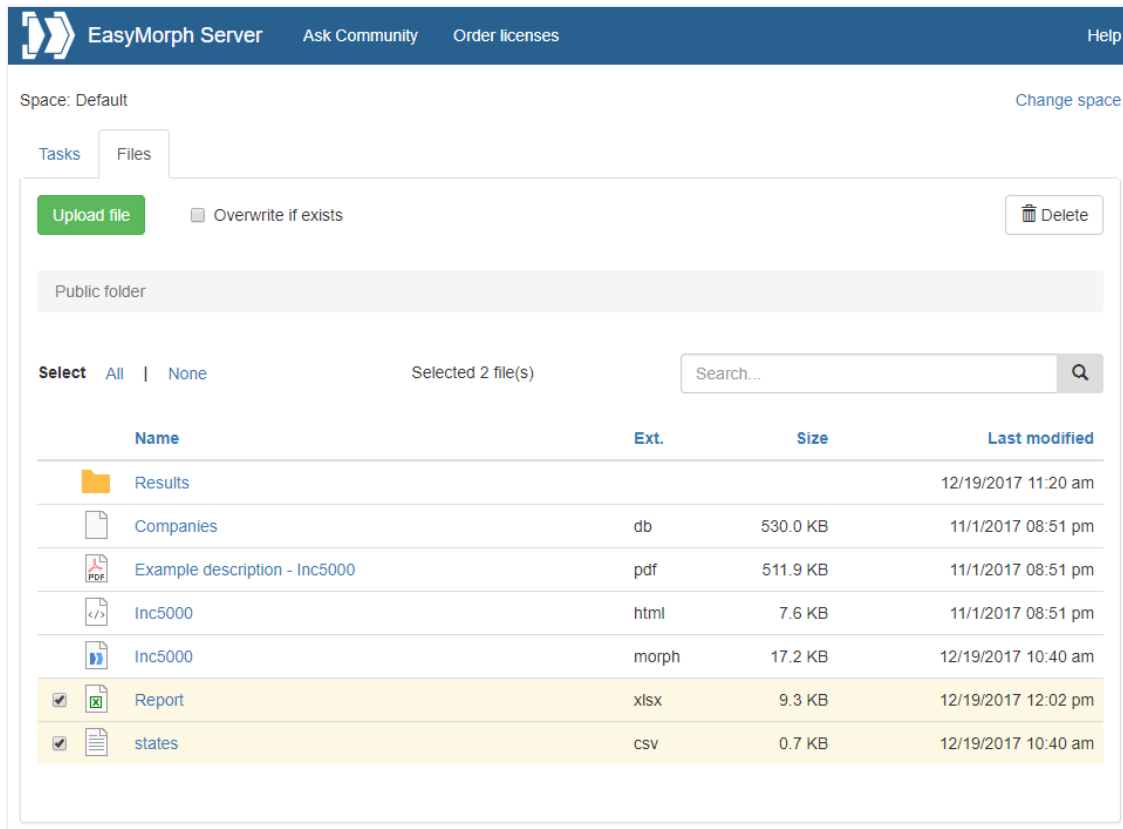 EasyMorph Server Ask Community Order licenses Help
Space: Default Change space
Tasks Files
Upload file Overwrite if exists Delete
Public folder
Select All | None Selected 2 file(s) Search...
Name Ext. Size Last modified
Results 12/19/2017 11:20 am
Companies db 530.0 KB 11/1/2017 08:51 pm
PDF Example description - Inc5000 pdf 511.9 KB 11/1/2017 08:51 pm
</> Inc5000 html 7.6 KB 11/1/2017 08:51 pm
Inc5000 morph 17.2 KB 12/19/2017 10:40 am
Report xlsx 9.3 KB 12/19/2017 12:02 pm
states csv 0.7 KB 12/19/2017 10:40 am